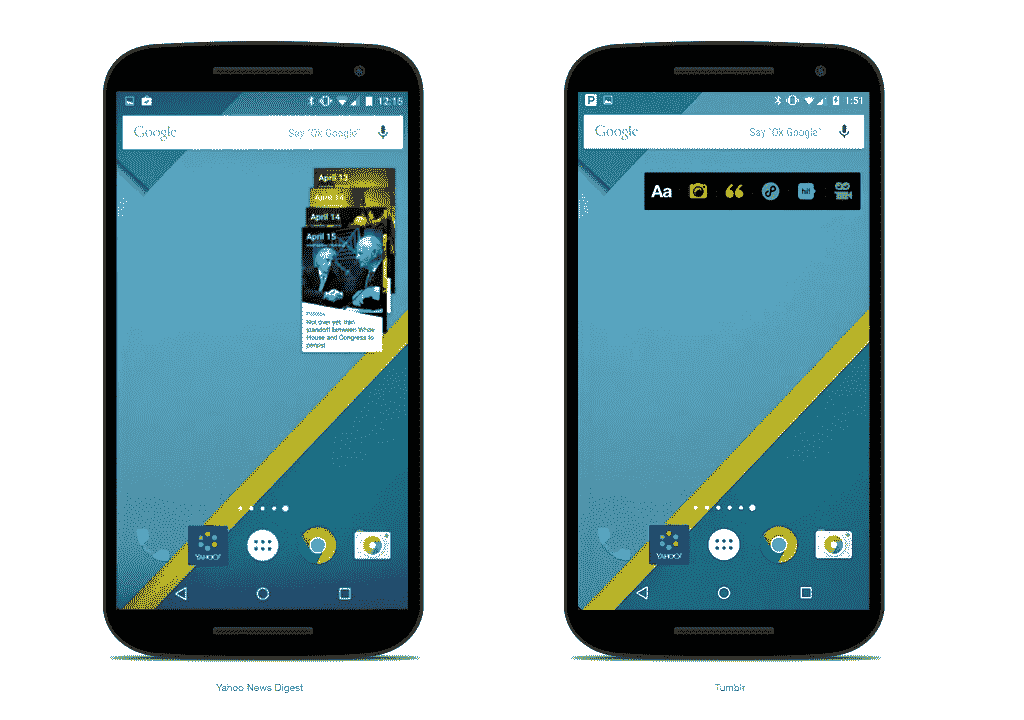 12:15
Google
Say "Ok Google"
April 13
April 14
April 14
April 15
Not over yet: Iran
standoff between White
House and Congress to
persist
YAHOO!
Yahoo News Digest
P
1:51
Google
Say "Ok Google"
Aa
hi!
YAHOO!
Tumblr